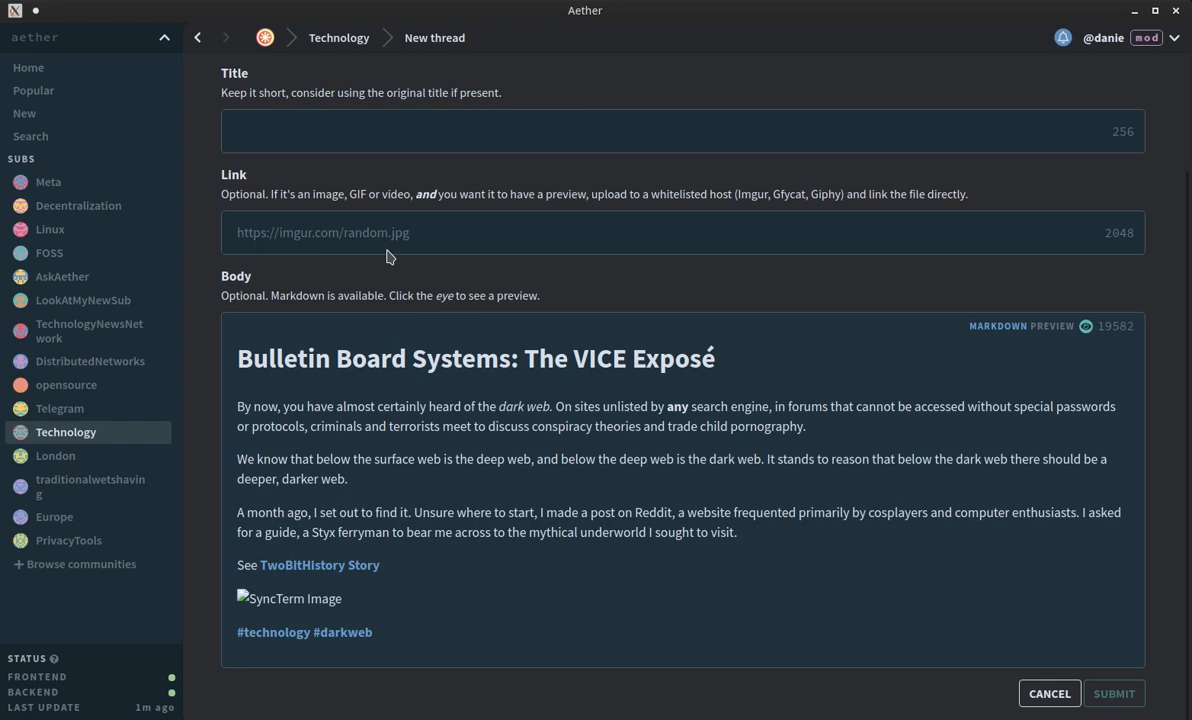 Aether
aether
Technology
New thread
@danie mod
Home
Popular
New
Search
SUBS
Meta
Decentralization
Linux
FOSS
AskAether
LookAtMyNewSub
TechnologyNewsNet
work
DistributedNetworks
opensource
Telegram
Technology
London
traditionalwetshavin
g
Europe
PrivacyTools
+ Browse communities
STATUS ?
FRONTEND
BACKEND
LAST UPDATE 1m ago
Title
Keep it short, consider using the original title if present.
256
Link
Optional. If it's an image, GIF or video, and you want it to have a preview, upload to a whitelisted host (Imgur, Gfycat, Giphy) and link the file directly.
https://imgur.com/random.jpg 2048
Body
Optional. Markdown is available. Click the eye to see a preview.
MARKDOWN PREVIEW 19582
Bulletin Board Systems: The VICE Exposé
By now, you have almost certainly heard of the dark web. On sites unlisted by any search engine, in forums that cannot be accessed without special passwords
or protocols, criminals and terrorists meet to discuss conspiracy theories and trade child pornography.
We know that below the surface web is the deep web, and below the deep web is the dark web. It stands to reason that below the dark web there should be a
deeper, darker web.
A month ago, I set out to find it. Unsure where to start, I made a post on Reddit, a website frequented primarily by cosplayers and computer enthusiasts. I asked
for a guide, a Styx ferryman to bear me across to the mythical underworld I sought to visit.
See TwoBitHistory Story
SyncTerm Image
#technology #darkweb
CANCEL SUBMIT